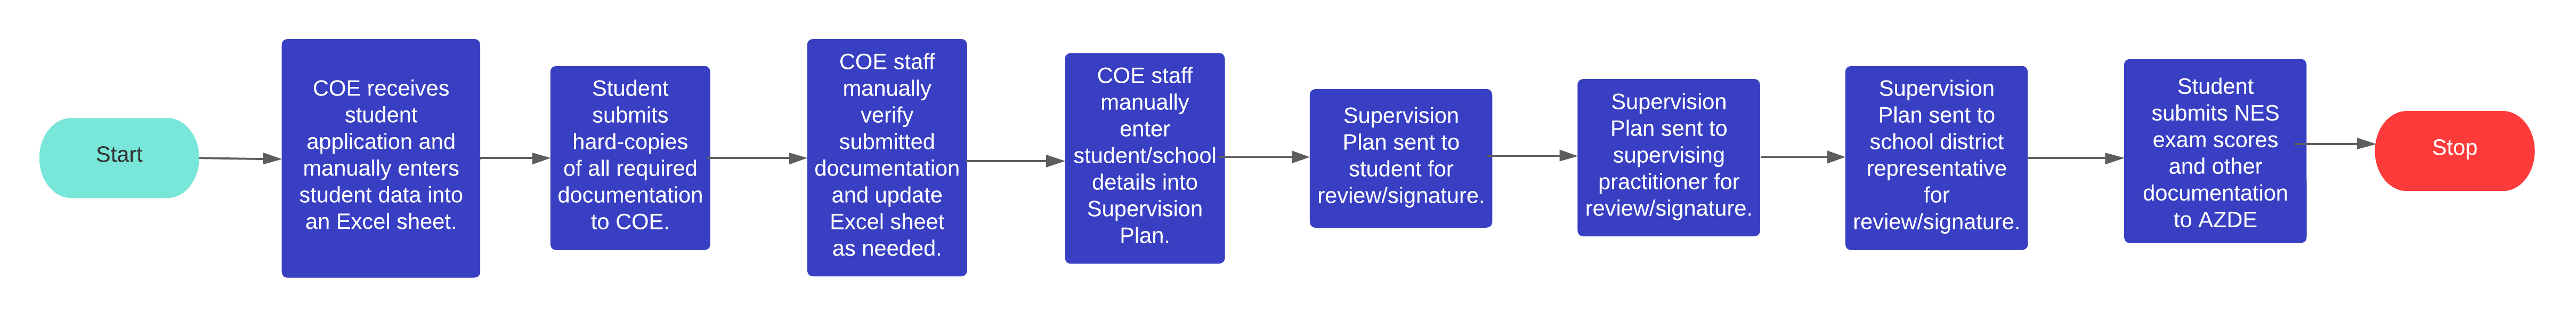 Start
COE receives
student
application and
manually enters
student data into
an Excel sheet.
Student
submits
hard-copies
of all required
documentation
to COE.
COE staff
manually
verify
submitted
documentation
and update
Excel sheet
as needed.
COE staff
manually
enter
student/school
details into
Supervision
Plan.
Supervision
Plan sent to
student for
review/signature.
Supervision
Plan sent to
supervising
practitioner for
review/signature.
Supervision
Plan sent to
school district
representative
for
review/signature.
Student
submits NES
exam scores
and other
documentation
to AZDE
Stop